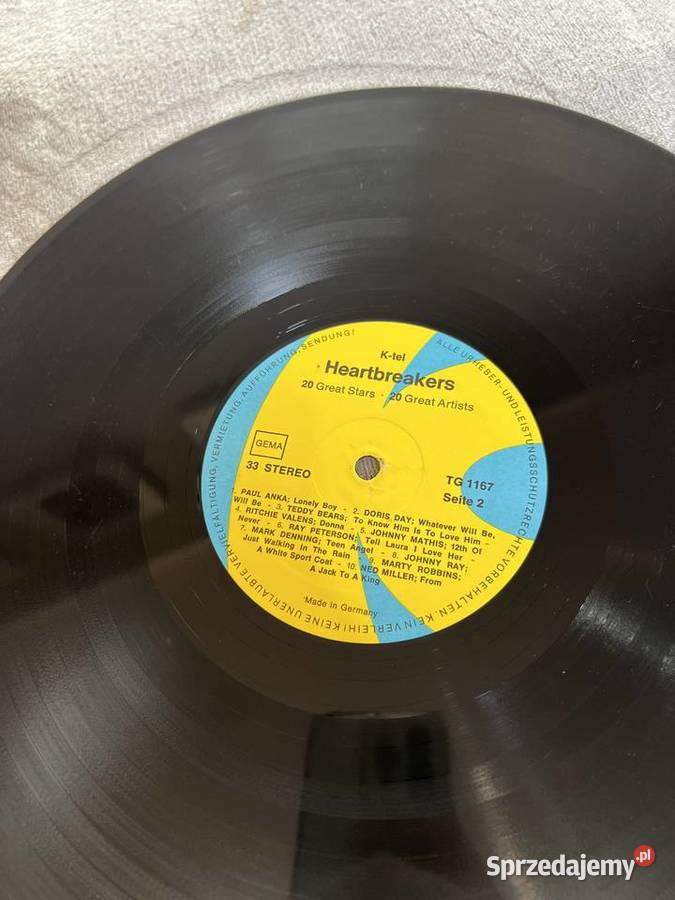 K-tel
Heartbreakers
20 Great Stars · 20 Great Artists
GEMA
33 STEREO
TG 1167
Seite 2
1. PAUL ANKA; Lonely Boy - 2. DORIS DAY; Whatever Will Be,
Will Be - 3. TEDDY BEARS; To Know Him Is To Love Him -
4. RITCHIE VALENS; Donna - 5. JOHNNY MATHIS; 12th Of
Never - 6. RAY PETERSON; Tell Laura I Love Her -
7. MARK DENNING; Teen Angel - 8. JOHNNY RAY;
Just Walking In The Rain - 9. MARTY ROBBINS;
A White Sport Coat - 10. NED MILLER; From
A Jack To A King
Made in Germany
ALLE URHEBER- UND LEISTUNGSSCHUTZRECHTE VORBEHALTEN. KEIN VERLEIH! KEINE UNERLAUBTE VERVIELFÄLTIGUNG, VERMIETUNG, AUFFÜHRUNG, SENDUNG!
Sprzedajemy.pl